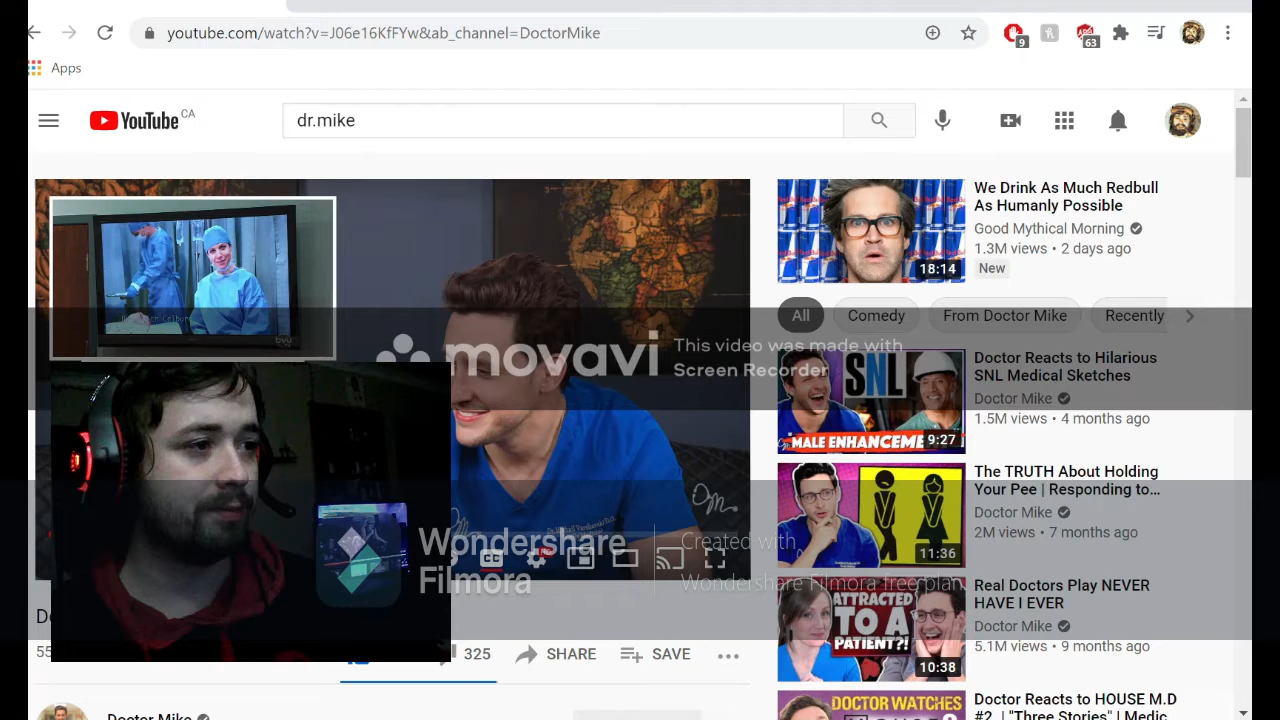 youtube.com/watch?v=J06e16KfFYw&ab_channel=DoctorMike
9
63
Apps
YouTube CA
dr.mike
We Drink As Much Redbull
As Humanly Possible
Good Mythical Morning
1.3M views • 2 days ago
New
18:14
All
Comedy
From Doctor Mike
Recently
movavi
This video was made with
Screen Recorder
SNL
MALE ENHANCEME
9:27
Doctor Reacts to Hilarious
SNL Medical Sketches
Doctor Mike
1.5M views • 4 months ago
11:36
The TRUTH About Holding
Your Pee | Responding to...
Doctor Mike
2M views • 7 months ago
Wondershare
Filmora
Created with
Wondershare Filmora free plan.
CC
HD
ATTRACTED
TO A
PATIENT?!
10:38
Real Doctors Play NEVER
HAVE I EVER
Doctor Mike
5.1M views • 9 months ago
325
SHARE
SAVE
DOCTOR WATCHES
Doctor Reacts to HOUSE M.D
#2 | "Three Stories" | Medic
Doctor Mike